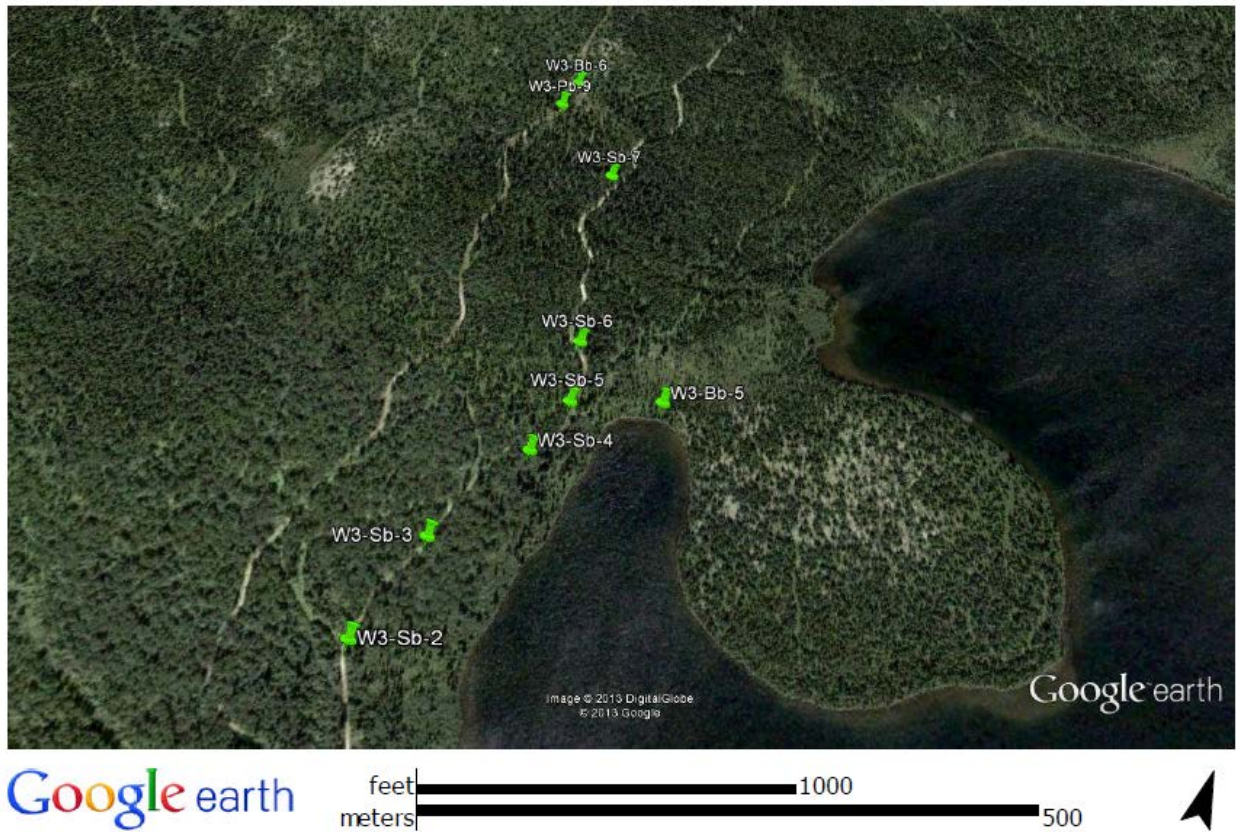 W3-Bb-6
W3-Pb-9
W3-Sb-7
W3-Sb-6
W3-Sb-5
W3-Bb-5
W3-Sb-4
W3-Sb-3
W3-Sb-2
Image © 2013 DigitalGlobe
© 2013 Google
Google earth
Google earth
feet 1000
meters 500